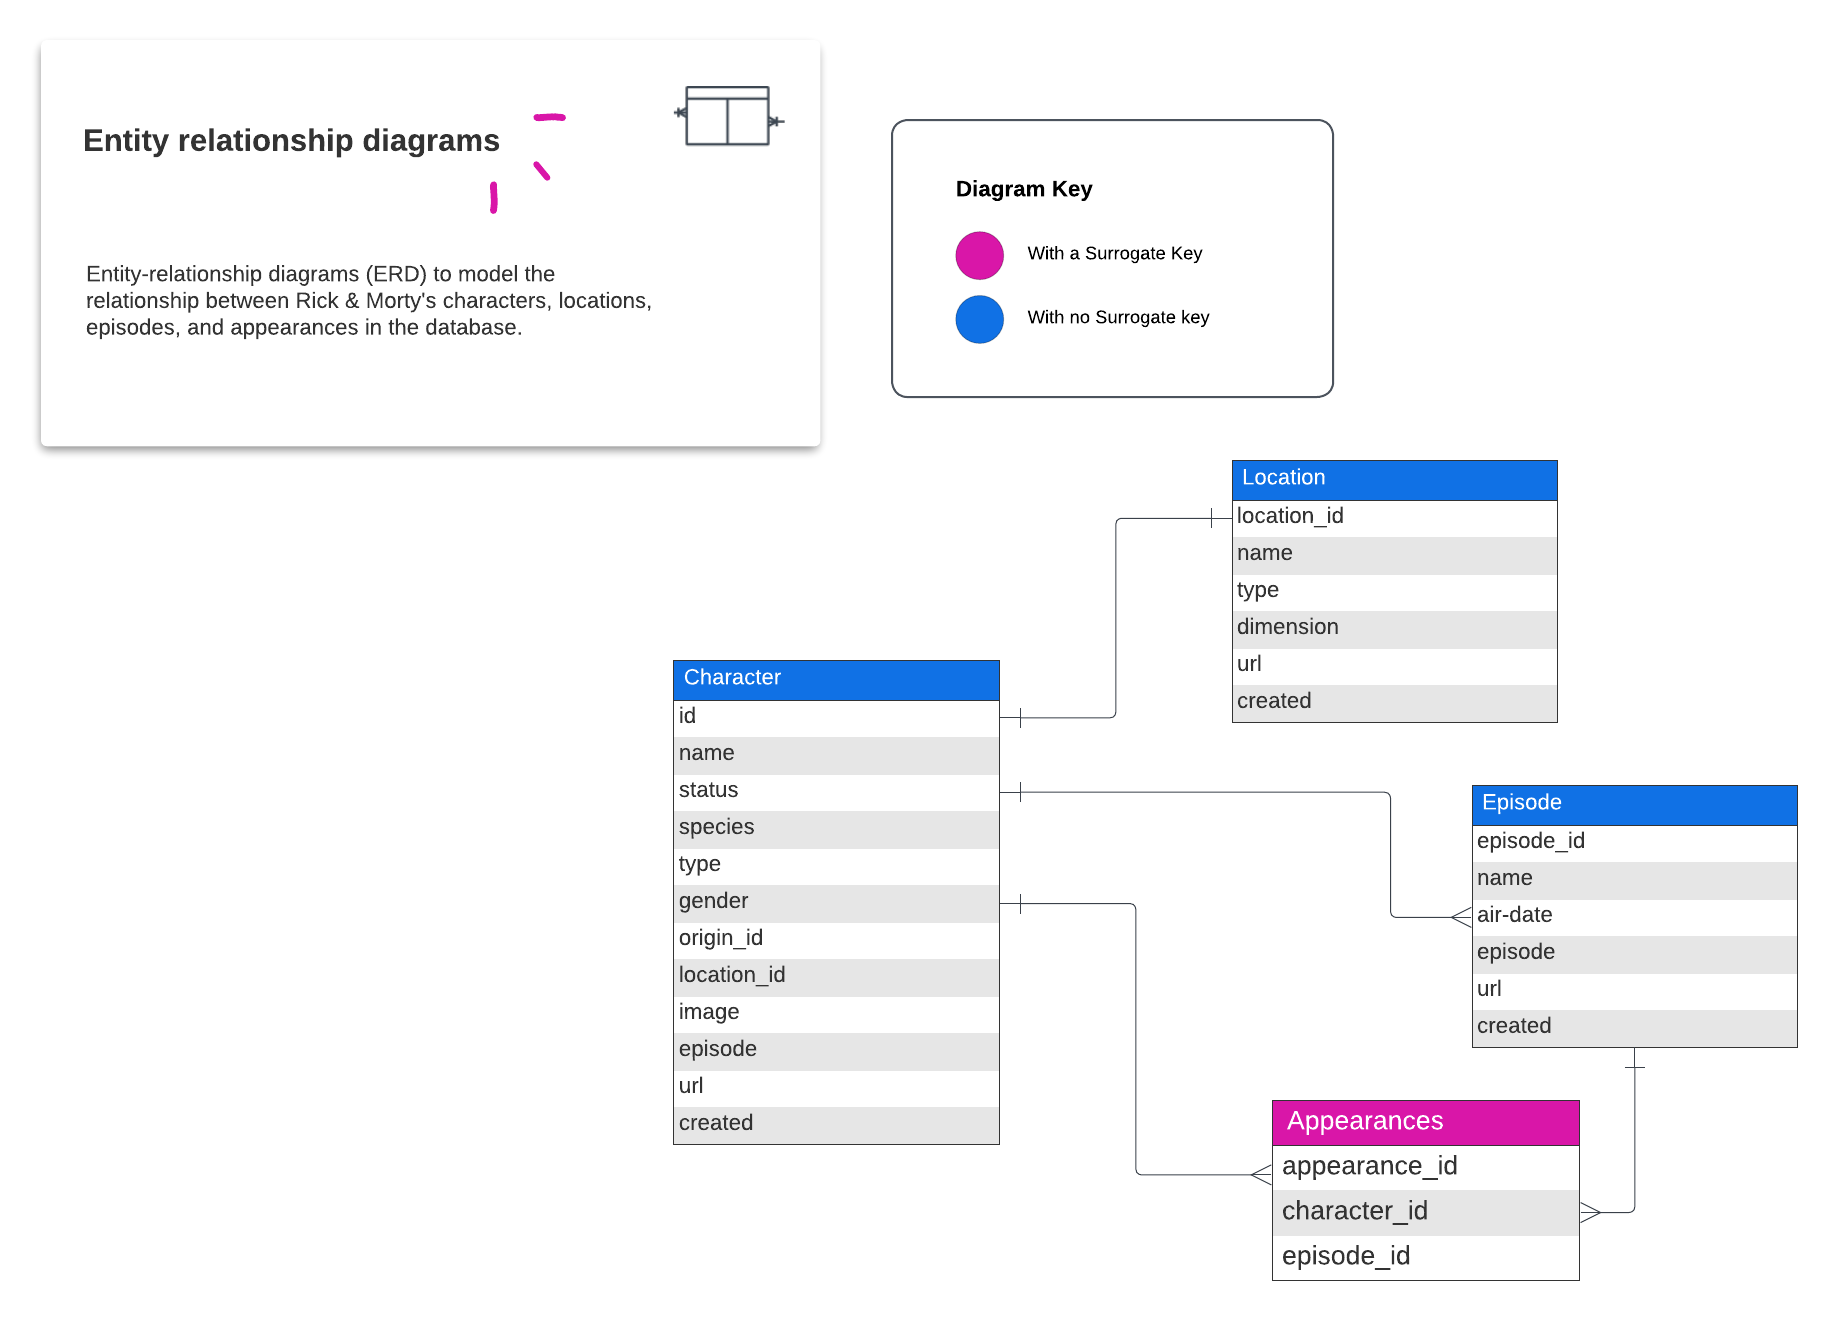 Entity relationship diagrams
Entity-relationship diagrams (ERD) to model the
relationship between Rick & Morty's characters, locations,
episodes, and appearances in the database.
Diagram Key
With a Surrogate Key
With no Surrogate key
Location
location_id
name
type
dimension
url
created
Character
id
name
status
species
type
gender
origin_id
location_id
image
episode
url
created
Episode
episode_id
name
air-date
episode
url
created
Appearances
appearance_id
character_id
episode_id